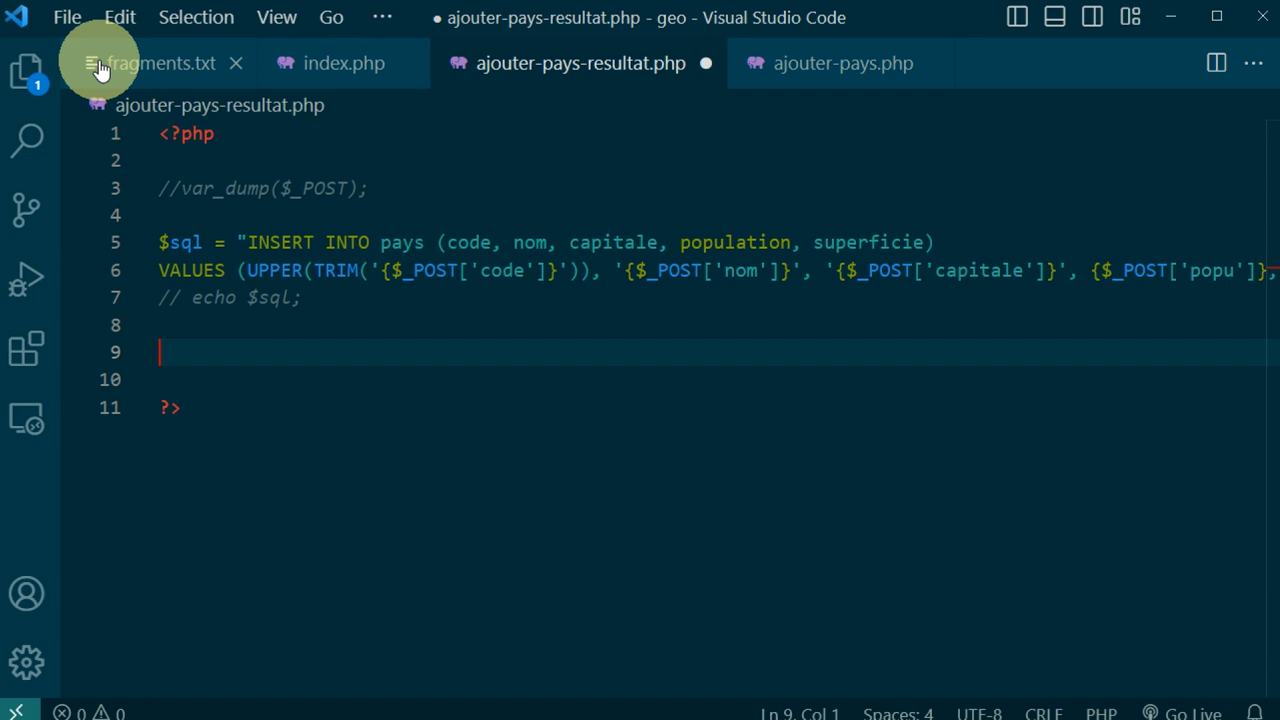 File Edit Selection View Go ··· ● ajouter-pays-resultat.php - geo - Visual Studio Code
fragments.txt index.php ajouter-pays-resultat.php ● ajouter-pays.php
ajouter-pays-resultat.php
1 <?php
2
3 //var_dump($_POST);
4
5 $sql = "INSERT INTO pays (code, nom, capitale, population, superficie)
6 VALUES (UPPER(TRIM('{$_POST['code']}')), '{$_POST['nom']}', '{$_POST['capitale']}', {$_POST['popu']},
7 // echo $sql;
8
9
10
11 ?>
1
0 0 Ln 9, Col 1 Spaces: 4 UTF-8 CRLF PHP Go Live